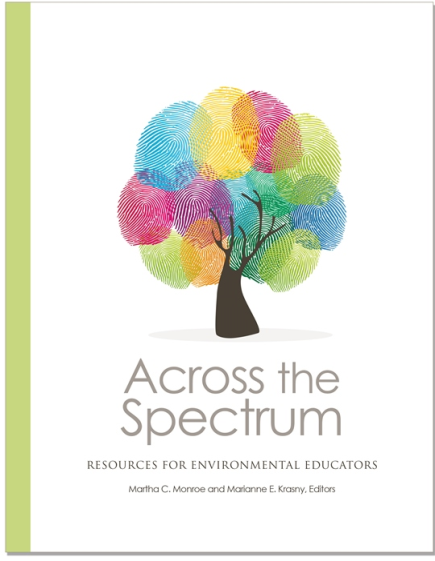 Across the
Spectrum
RESOURCES FOR ENVIRONMENTAL EDUCATORS
Martha C. Monroe and Marianne E. Krasny, Editors